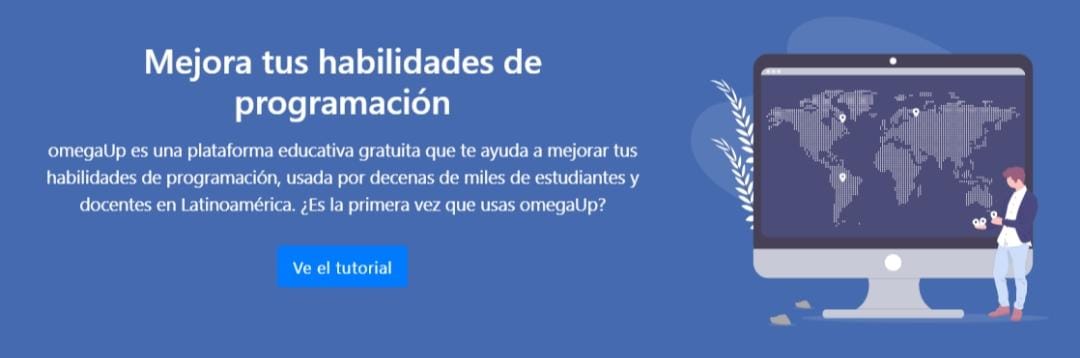 Mejora tus habilidades de
programación
omegaUp es una plataforma educativa gratuita que te ayuda a mejorar tus
habilidades de programación, usada por decenas de miles de estudiantes y
docentes en Latinoamérica. ¿Es la primera vez que usas omegaUp?
Ve el tutorial